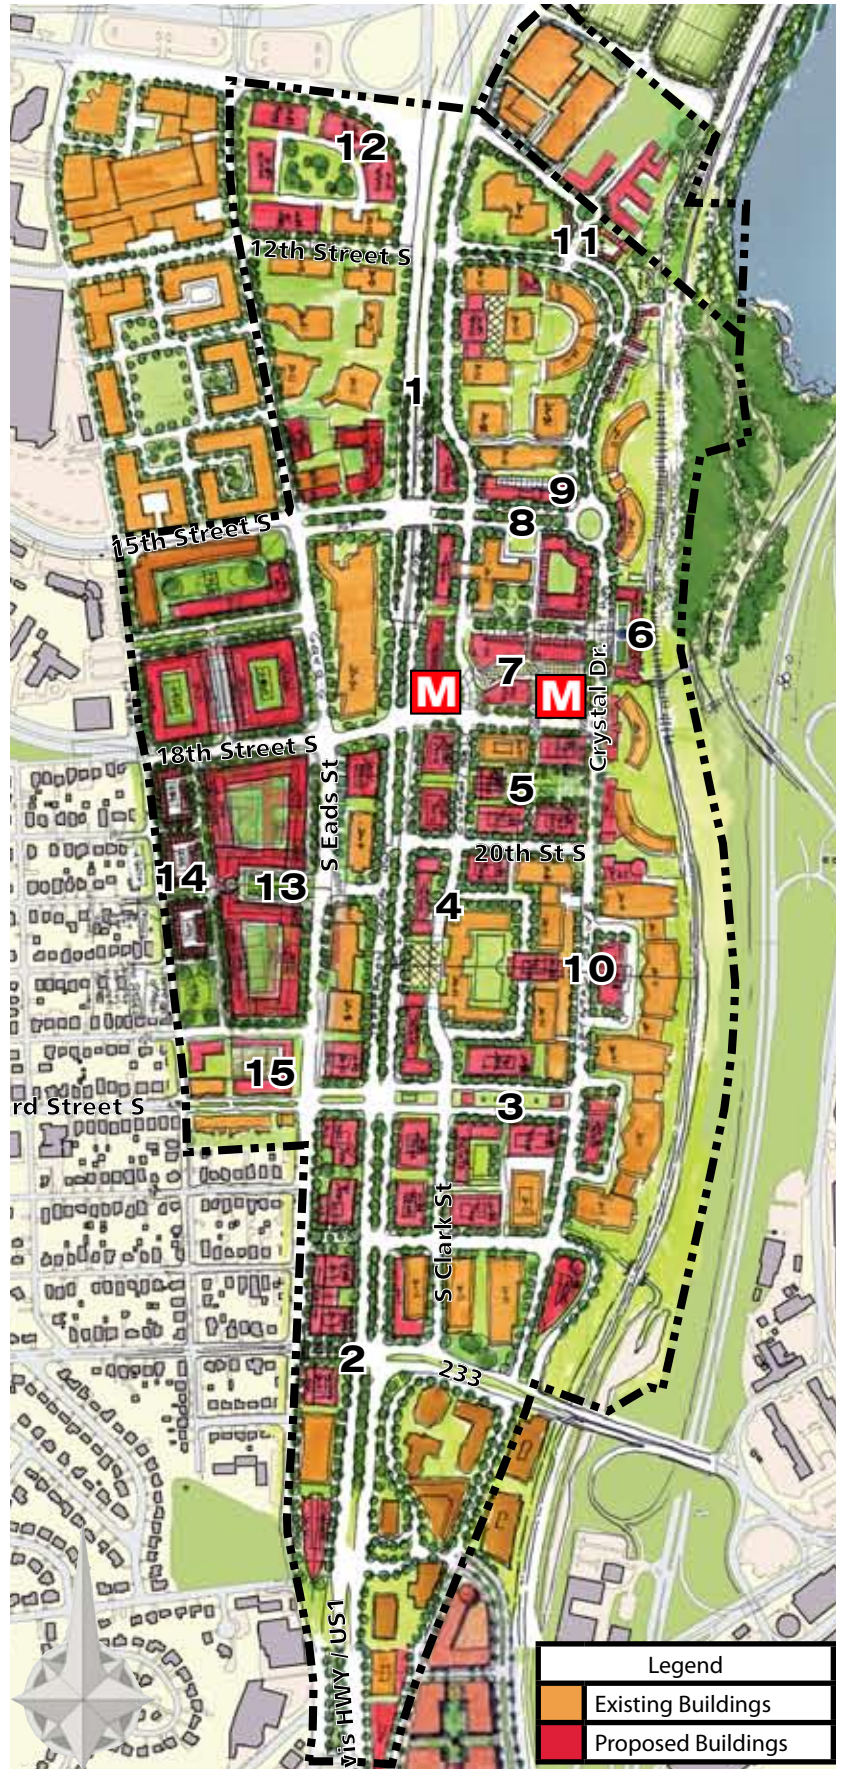 12
11
12th Street S
1
9
8
15th Street S
6
7
M
M
Crystal Dr.
18th Street S
S Eads St
5
20th St S
14
13
4
10
15
3
rd Street S
S Clark St
2
233
vis HWY / US1
Legend
Existing Buildings
Proposed Buildings